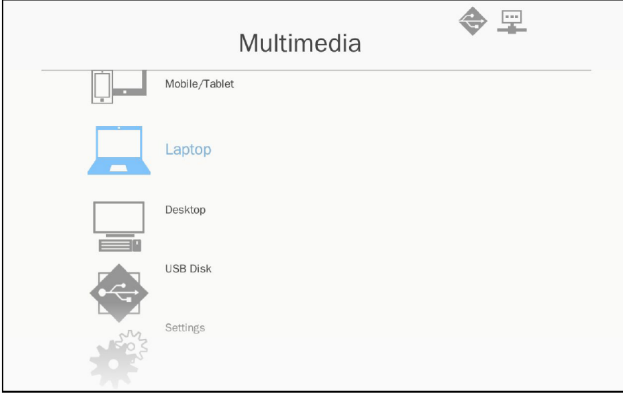 Multimedia
Mobile/Tablet
Laptop
Desktop
USB Disk
Settings